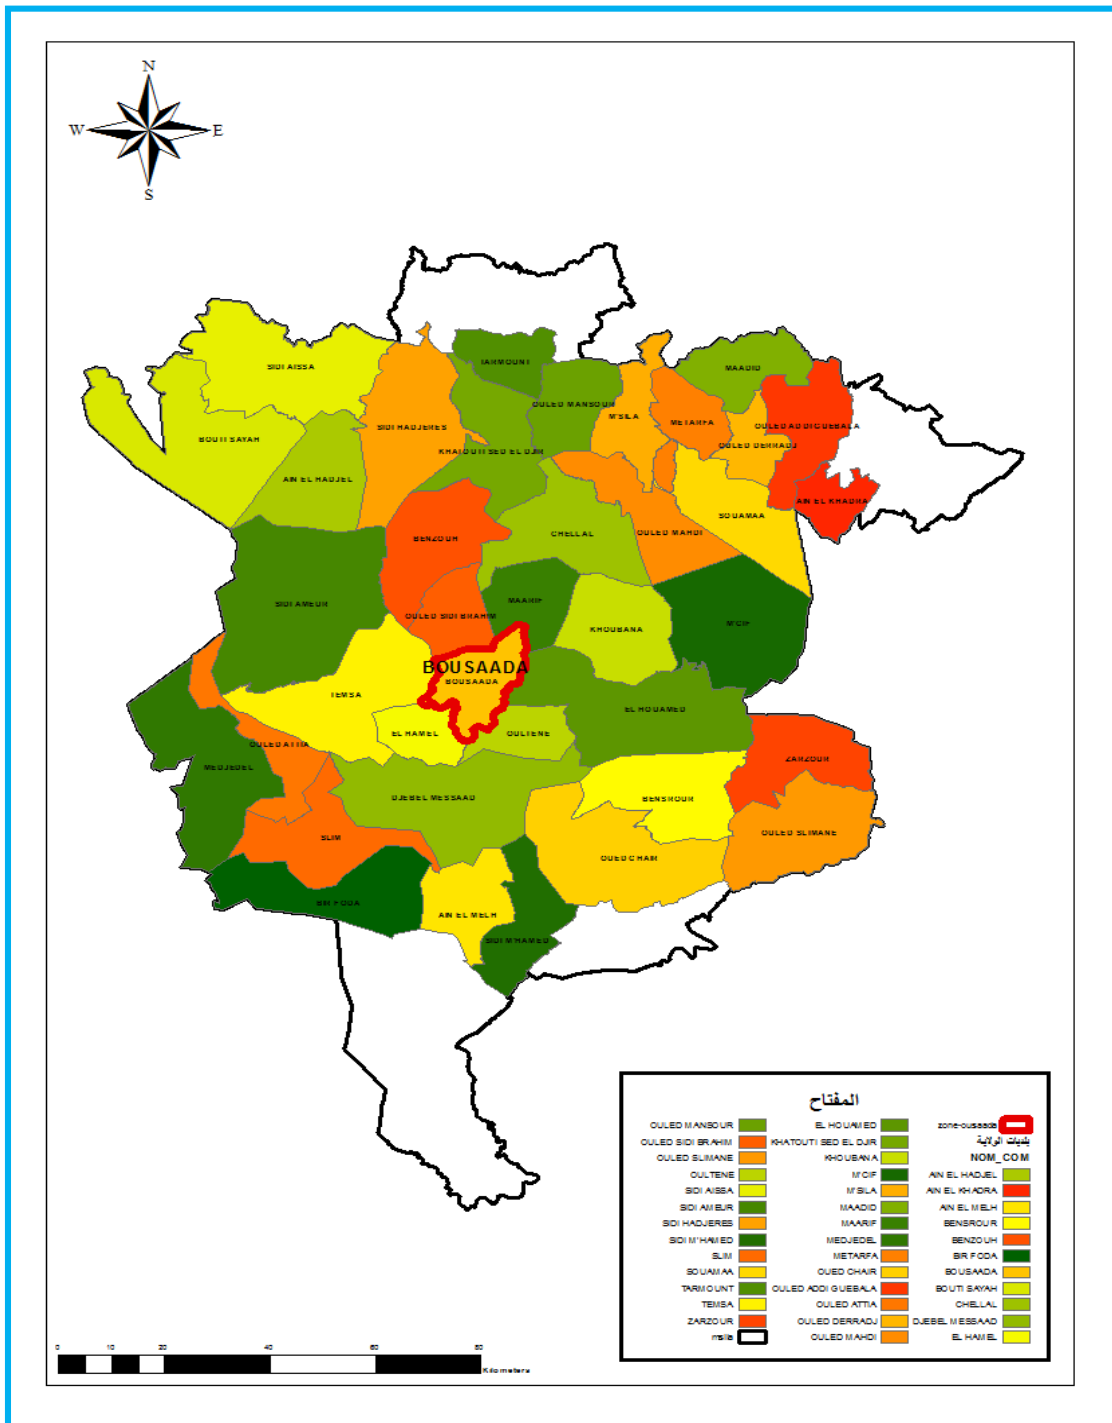 N
W E
S
TARMOUNT
SIDI AISSA
MAADID
OULED MANSOUR
M'SILA
METARFA
OULED ADDI GUEBALA
SIDI HADJERES
BOUTI SAYAH
OULED DERRADJ
KHATOUTI SED EL DJIR
AIN EL HADJEL
AIN EL KHADRA
SOUAMAA
CHELLAL
OULED MAHDI
BENZOUH
SIDI AMEUR
MAARIF
OULED SIDI BRAHIM
M'CIF
KHOUBANA
BOUSAADA
BOUSAADA
TEMSA
EL HOUAMED
EL HAMEL
OULTENE
OULED ATTIA
ZARZOUR
MEDJEDEL
DJEBEL MESSAAD
BENSROUR
OULED SLIMANE
SLIM
OUED CHAIR
BIR FODA
AIN EL MELH
SIDI M'HAMED
المفتاح
OULED MANSOUR EL HOUAMED zone-ousaada
OULED SIDI BRAHIM KHATOUTI SED EL DJIR بلديات الولاية
OULED SLIMANE KHOUBANA NOM_COM
OULTENE M'CIF AIN EL HADJEL
SIDI AISSA M'SILA AIN EL KHADRA
SIDI AMEUR MAADID AIN EL MELH
SIDI HADJERES MAARIF BENSROUR
SIDI M'HAMED MEDJEDEL BENZOUH
SLIM METARFA BIR FODA
SOUAMAA OUED CHAIR BOUSAADA
TARMOUNT OULED ADDI GUEBALA BOUTI SAYAH
TEMSA OULED ATTIA CHELLAL
ZARZOUR OULED DERRADJ DJEBEL MESSAAD
msila OULED MAHDI EL HAMEL
0 10 20 40 60 80
Kilometers